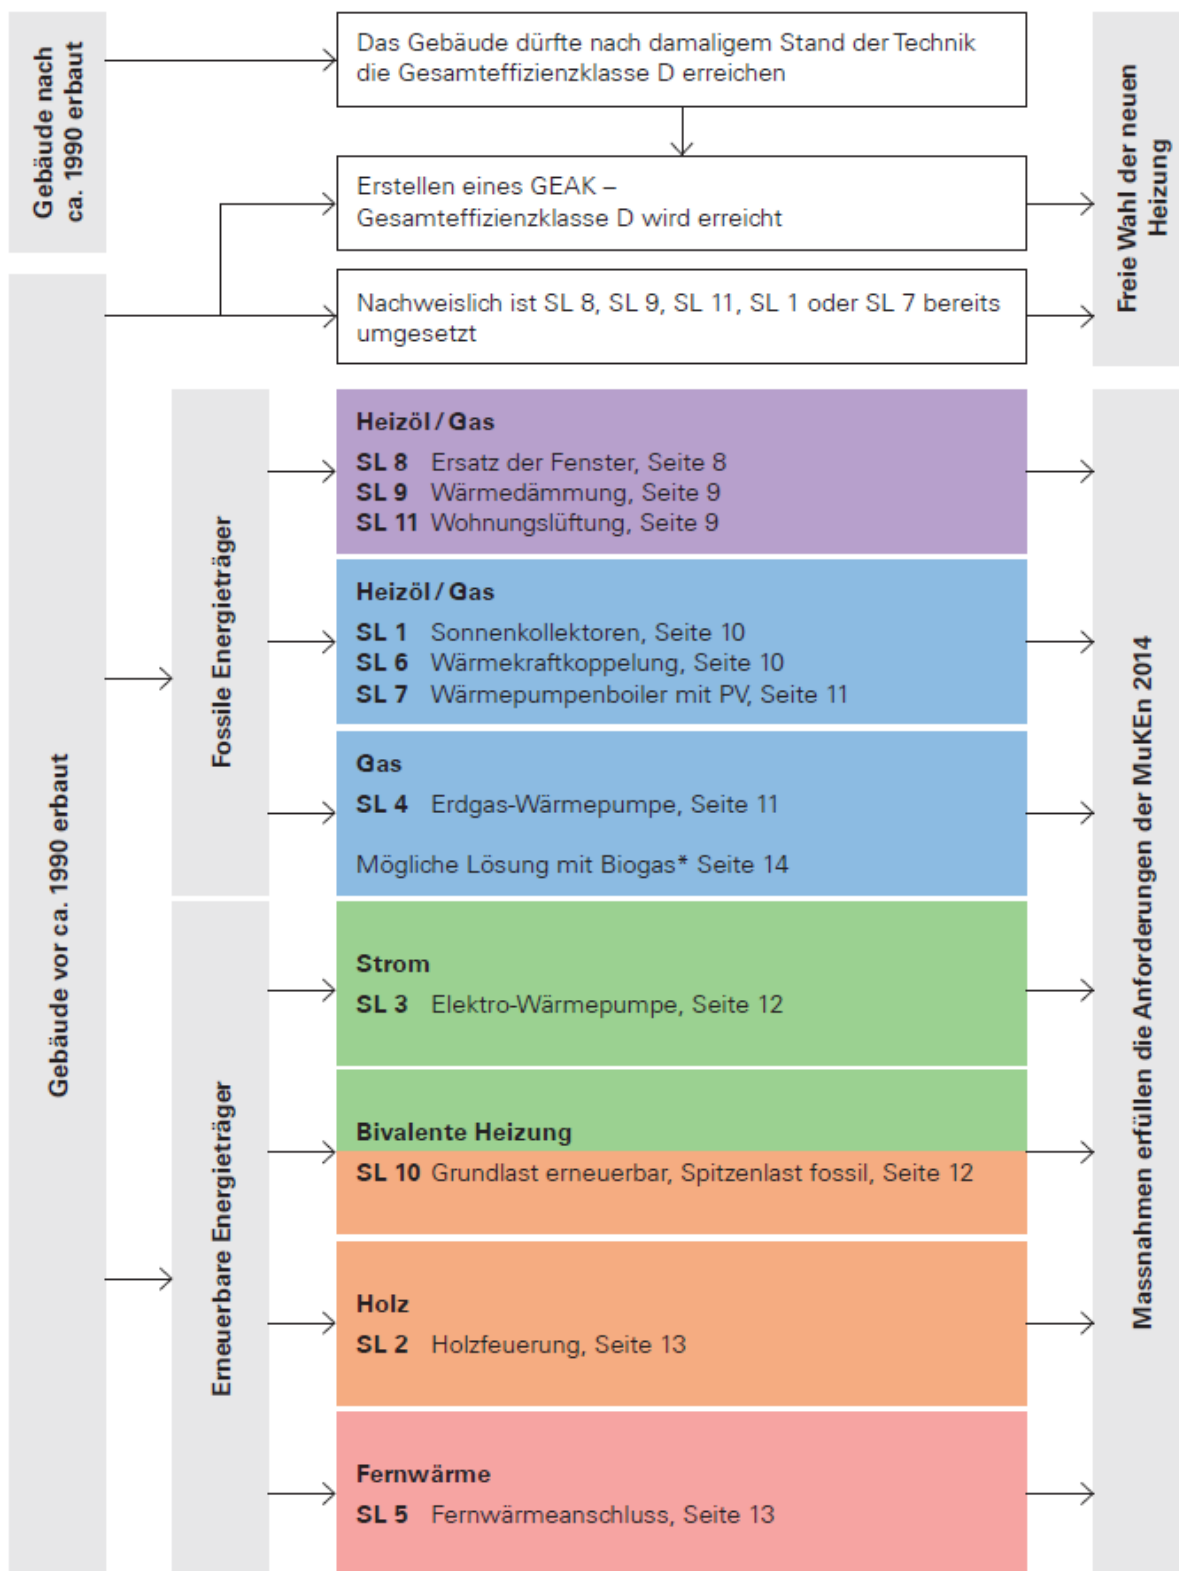 Gebäude nach
ca. 1990 erbaut
Das Gebäude dürfte nach damaligem Stand der Technik
die Gesamteffizienzklasse D erreichen
Erstellen eines GEAK –
Gesamteffizienzklasse D wird erreicht
Nachweislich ist SL 8, SL 9, SL 11, SL 1 oder SL 7 bereits
umgesetzt
Freie Wahl der neuen
Heizung
Gebäude vor ca. 1990 erbaut
Fossile Energieträger
Heizöl / Gas
SL 8 Ersatz der Fenster, Seite 8
SL 9 Wärmedämmung, Seite 9
SL 11 Wohnungslüftung, Seite 9
Heizöl / Gas
SL 1 Sonnenkollektoren, Seite 10
SL 6 Wärmekraftkoppelung, Seite 10
SL 7 Wärmepumpenboiler mit PV, Seite 11
Gas
SL 4 Erdgas-Wärmepumpe, Seite 11
Mögliche Lösung mit Biogas* Seite 14
Erneuerbare Energieträger
Strom
SL 3 Elektro-Wärmepumpe, Seite 12
Bivalente Heizung
SL 10 Grundlast erneuerbar, Spitzenlast fossil, Seite 12
Holz
SL 2 Holzfeuerung, Seite 13
Fernwärme
SL 5 Fernwärmeanschluss, Seite 13
Massnahmen erfüllen die Anforderungen der MuKEn 2014